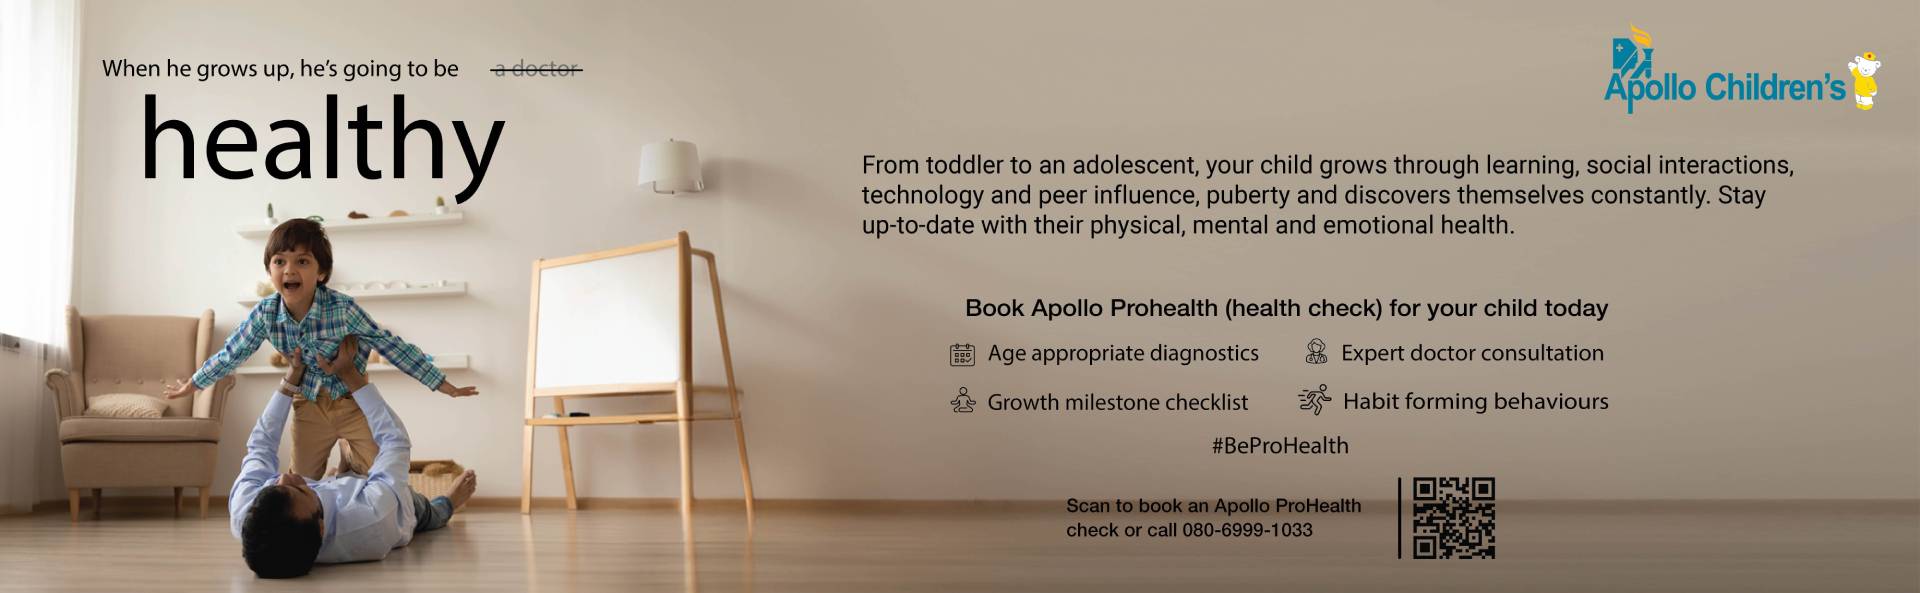 When he grows up, he's going to be a doctor
healthy
Apollo Children's
From toddler to an adolescent, your child grows through learning, social interactions,
technology and peer influence, puberty and discovers themselves constantly. Stay
up-to-date with their physical, mental and emotional health.
Book Apollo Prohealth (health check) for your child today
Age appropriate diagnostics
Expert doctor consultation
Growth milestone checklist
Habit forming behaviours
#BeProHealth
Scan to book an Apollo ProHealth
check or call 080-6999-1033